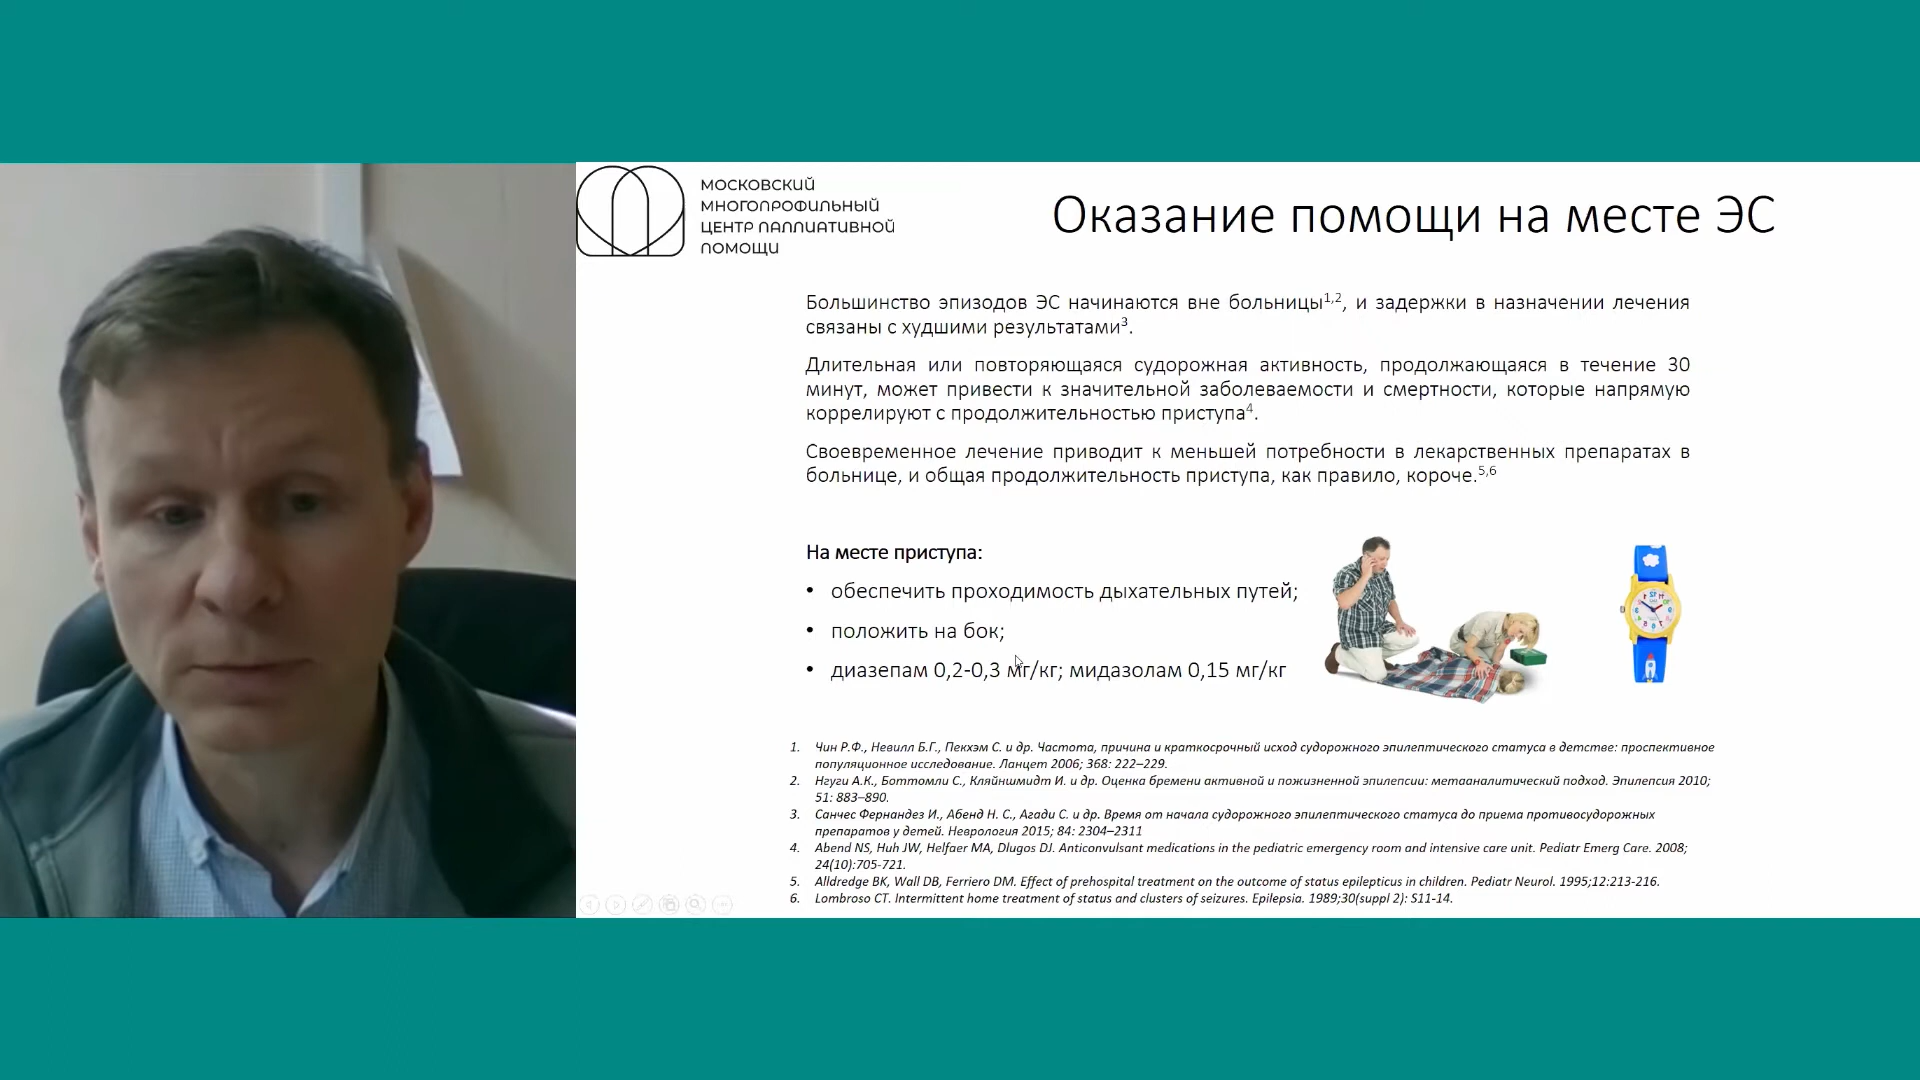 МОСКОВСКИЙ
МНОГОПРОФИЛЬНЫЙ
ЦЕНТР ПАЛЛИАТИВНОЙ
ПОМОЩИ
Оказание помощи на месте ЭС
Большинство эпизодов ЭС начинаются вне больницы1,2, и задержки в назначении лечения
связаны с худшими результатами3.
Длительная или повторяющаяся судорожная активность, продолжающаяся в течение 30
минут, может привести к значительной заболеваемости и смертности, которые напрямую
коррелируют с продолжительностью приступа4.
Своевременное лечение приводит к меньшей потребности в лекарственных препаратах в
больнице, и общая продолжительность приступа, как правило, короче.5,6
На месте приступа:
• обеспечить проходимость дыхательных путей;
• положить на бок;
• диазепам 0,2-0,3 мг/кг; мидазолам 0,15 мг/кг
1. Чин Р.Ф., Невилл Б.Г., Пекхэм С. и др. Частота, причина и краткосрочный исход судорожного эпилептического статуса в детстве: проспективное
популяционное исследование. Ланцет 2006; 368: 222–229.
2. Нгуги А.К., Боттомли С., Кляйншмидт И. и др. Оценка бремени активной и пожизненной эпилепсии: метааналитический подход. Эпилепсия 2010;
51: 883–890.
3. Санчес Фернандез И., Абенд Н. С., Агади С. и др. Время от начала судорожного эпилептического статуса до приема противосудорожных
препаратов у детей. Неврология 2015; 84: 2304–2311
4. Abend NS, Huh JW, Helfaer MA, Dlugos DJ. Anticonvulsant medications in the pediatric emergency room and intensive care unit. Pediatr Emerg Care. 2008;
24(10):705-721.
5. Alldredge BK, Wall DB, Ferriero DM. Effect of prehospital treatment on the outcome of status epilepticus in children. Pediatr Neurol. 1995;12:213-216.
6. Lombroso CT. Intermittent home treatment of status and clusters of seizures. Epilepsia. 1989;30(suppl 2): S11-14.